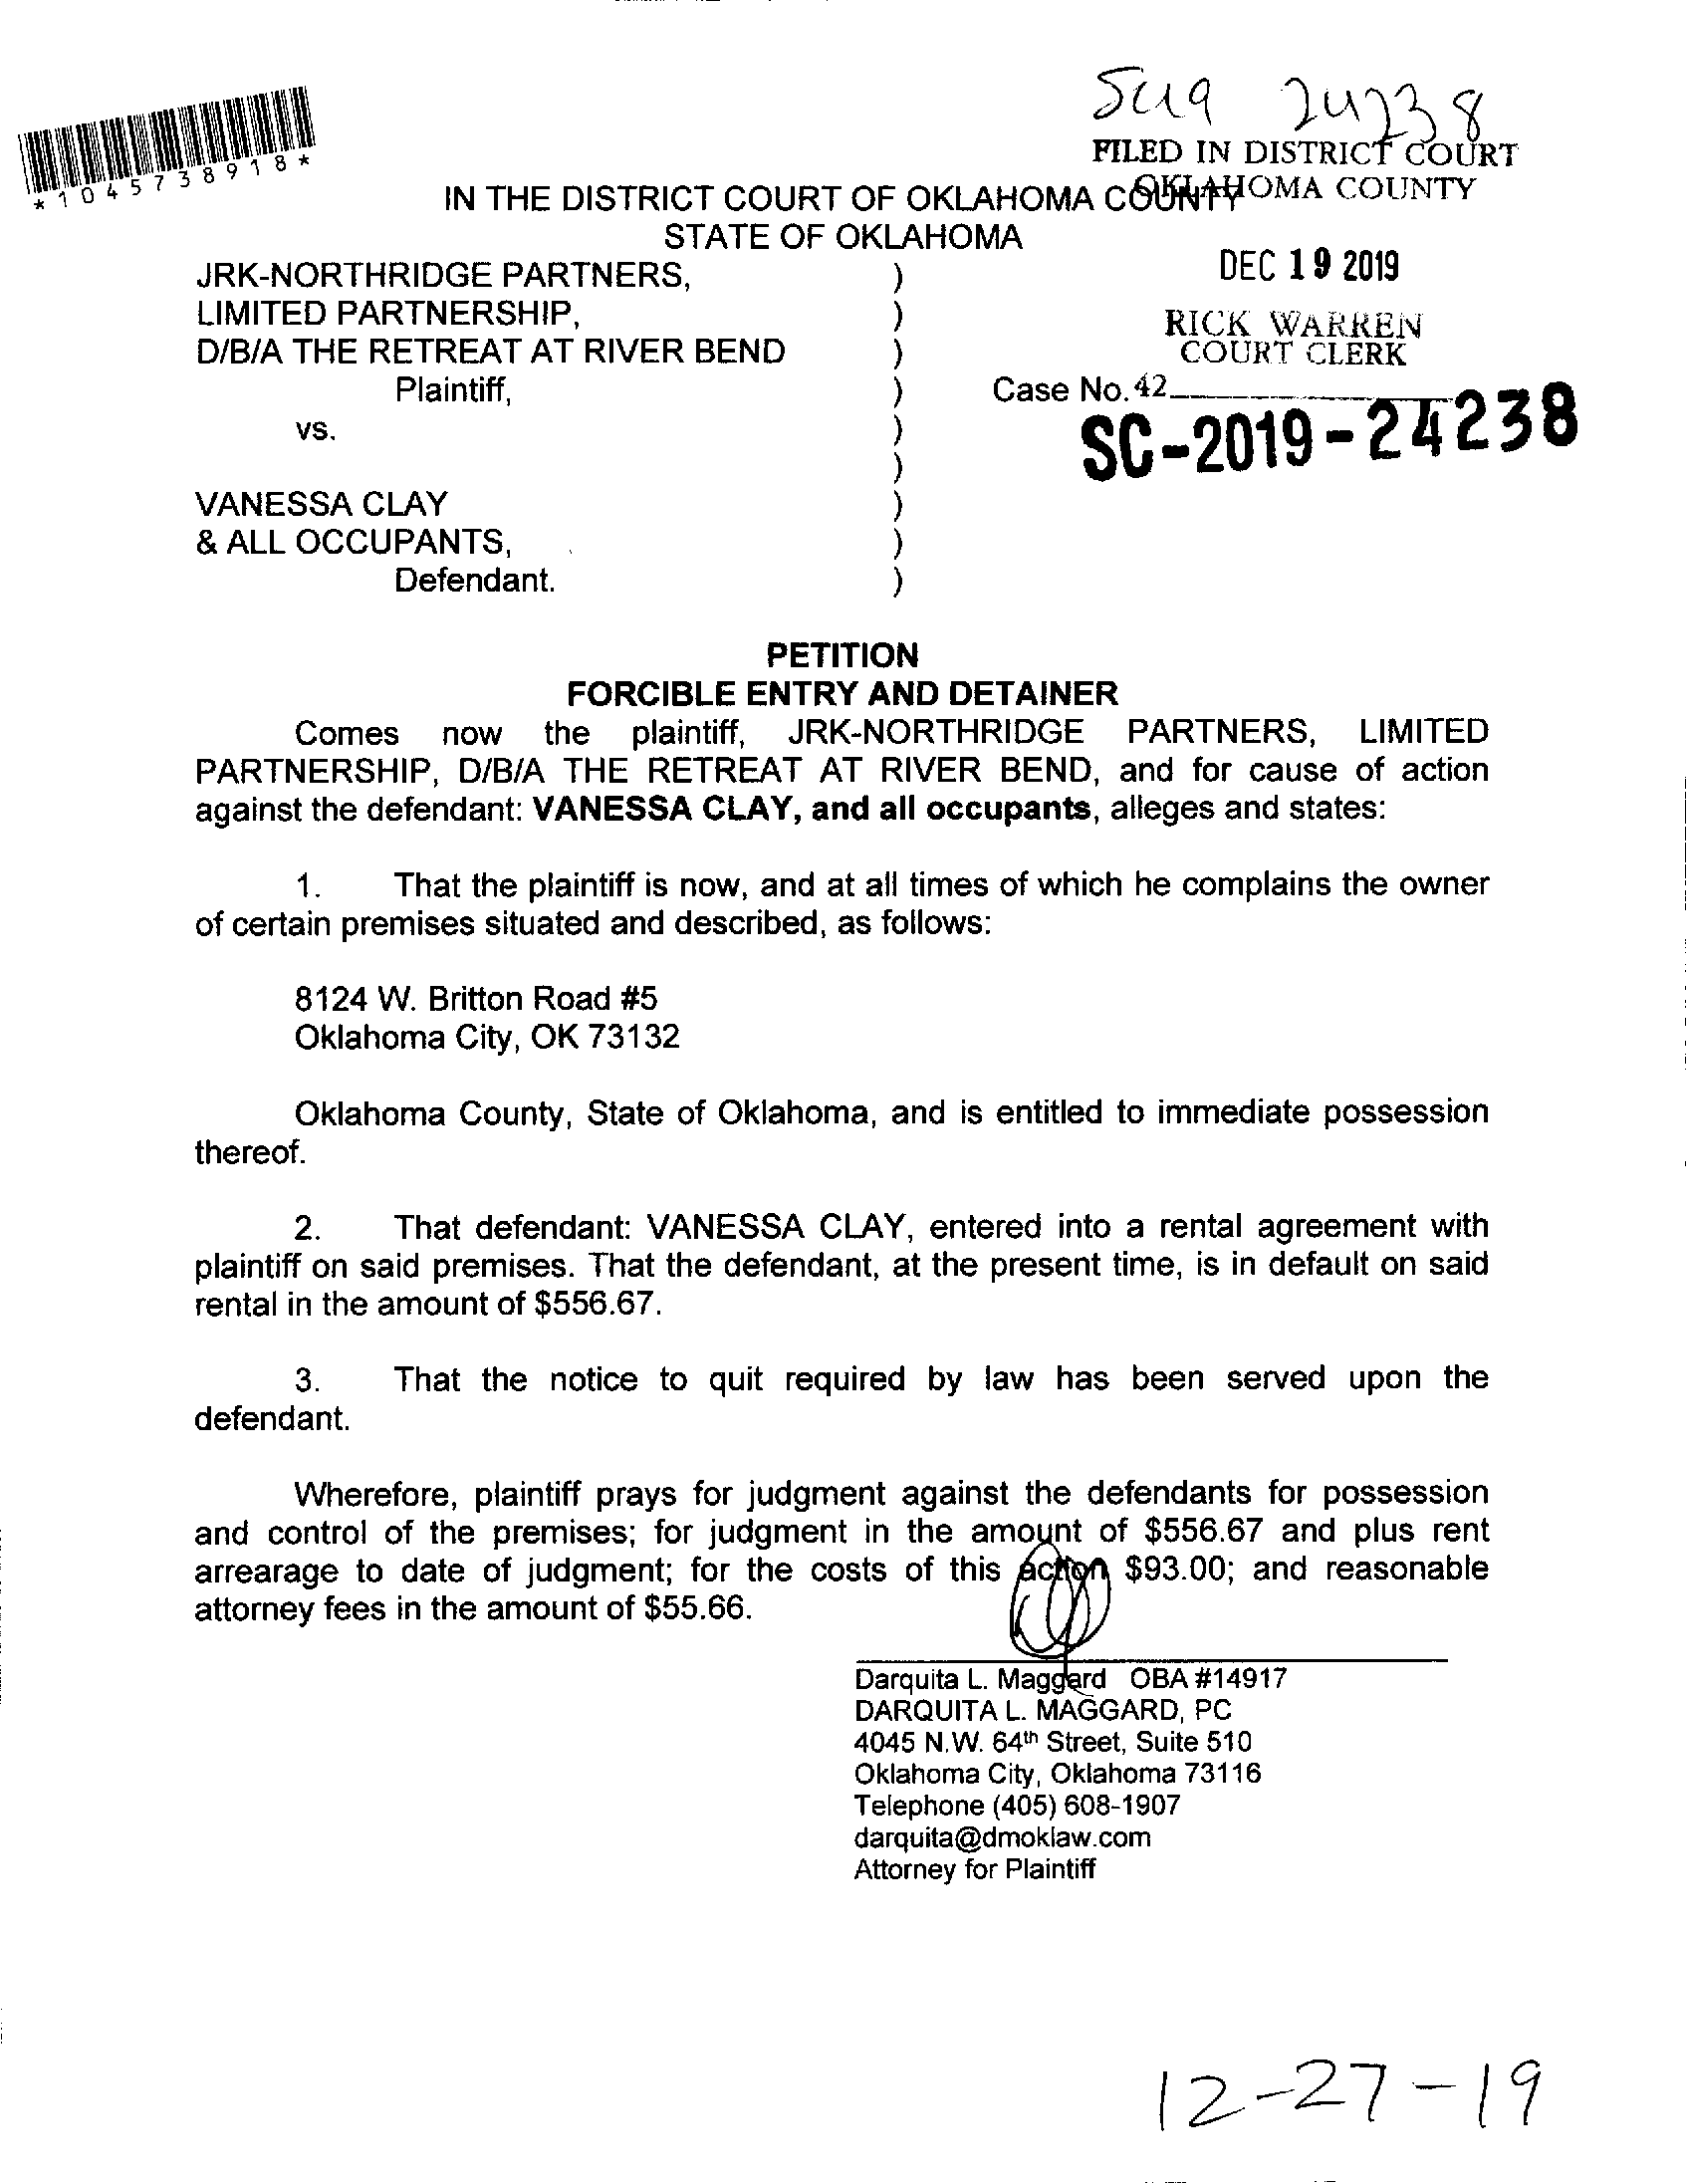 SC19 24238
FILED IN DISTRICT COURT
OKLAHOMA COUNTY
*1045738918*
IN THE DISTRICT COURT OF OKLAHOMA COUNTY
STATE OF OKLAHOMA
DEC 19 2019
RICK WARREN
COURT CLERK
JRK-NORTHRIDGE PARTNERS, )
LIMITED PARTNERSHIP, )
D/B/A THE RETREAT AT RIVER BEND )
Plaintiff, ) Case No. 42
vs. ) SC-2019-24238
)
VANESSA CLAY )
& ALL OCCUPANTS, )
Defendant. )
PETITION
FORCIBLE ENTRY AND DETAINER
Comes now the plaintiff, JRK-NORTHRIDGE PARTNERS, LIMITED
PARTNERSHIP, D/B/A THE RETREAT AT RIVER BEND, and for cause of action
against the defendant: VANESSA CLAY, and all occupants, alleges and states:
1. That the plaintiff is now, and at all times of which he complains the owner
of certain premises situated and described, as follows:
8124 W. Britton Road #5
Oklahoma City, OK 73132
Oklahoma County, State of Oklahoma, and is entitled to immediate possession
thereof.
2. That defendant: VANESSA CLAY, entered into a rental agreement with
plaintiff on said premises. That the defendant, at the present time, is in default on said
rental in the amount of $556.67.
3. That the notice to quit required by law has been served upon the
defendant.
Wherefore, plaintiff prays for judgment against the defendants for possession
and control of the premises; for judgment in the amount of $556.67 and plus rent
arrearage to date of judgment; for the costs of this action $93.00; and reasonable
attorney fees in the amount of $55.66.
Darquita L. Maggard OBA #14917
DARQUITA L. MAGGARD, PC
4045 N.W. 64th Street, Suite 510
Oklahoma City, Oklahoma 73116
Telephone (405) 608-1907
darquita@dmoklaw.com
Attorney for Plaintiff
12-27-19